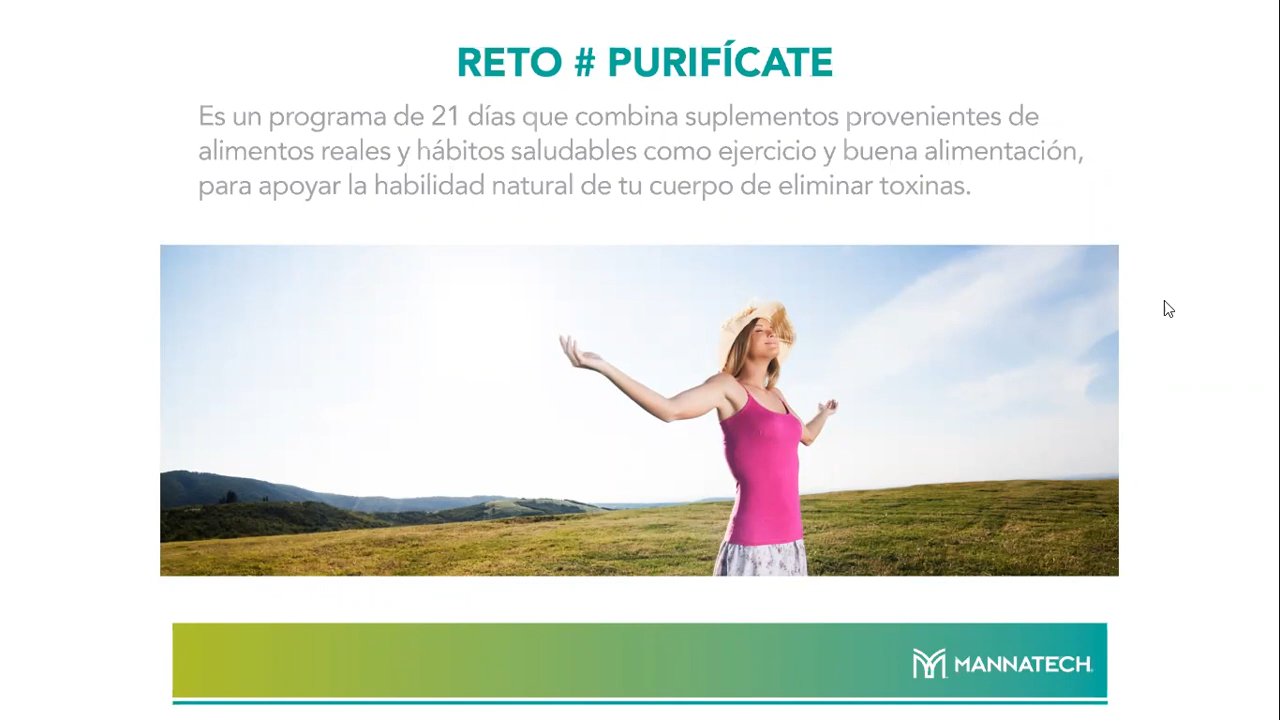 RETO # PURIFÍCATE
Es un programa de 21 días que combina suplementos provenientes de
alimentos reales y hábitos saludables como ejercicio y buena alimentación,
para apoyar la habilidad natural de tu cuerpo de eliminar toxinas.
MANNATECH